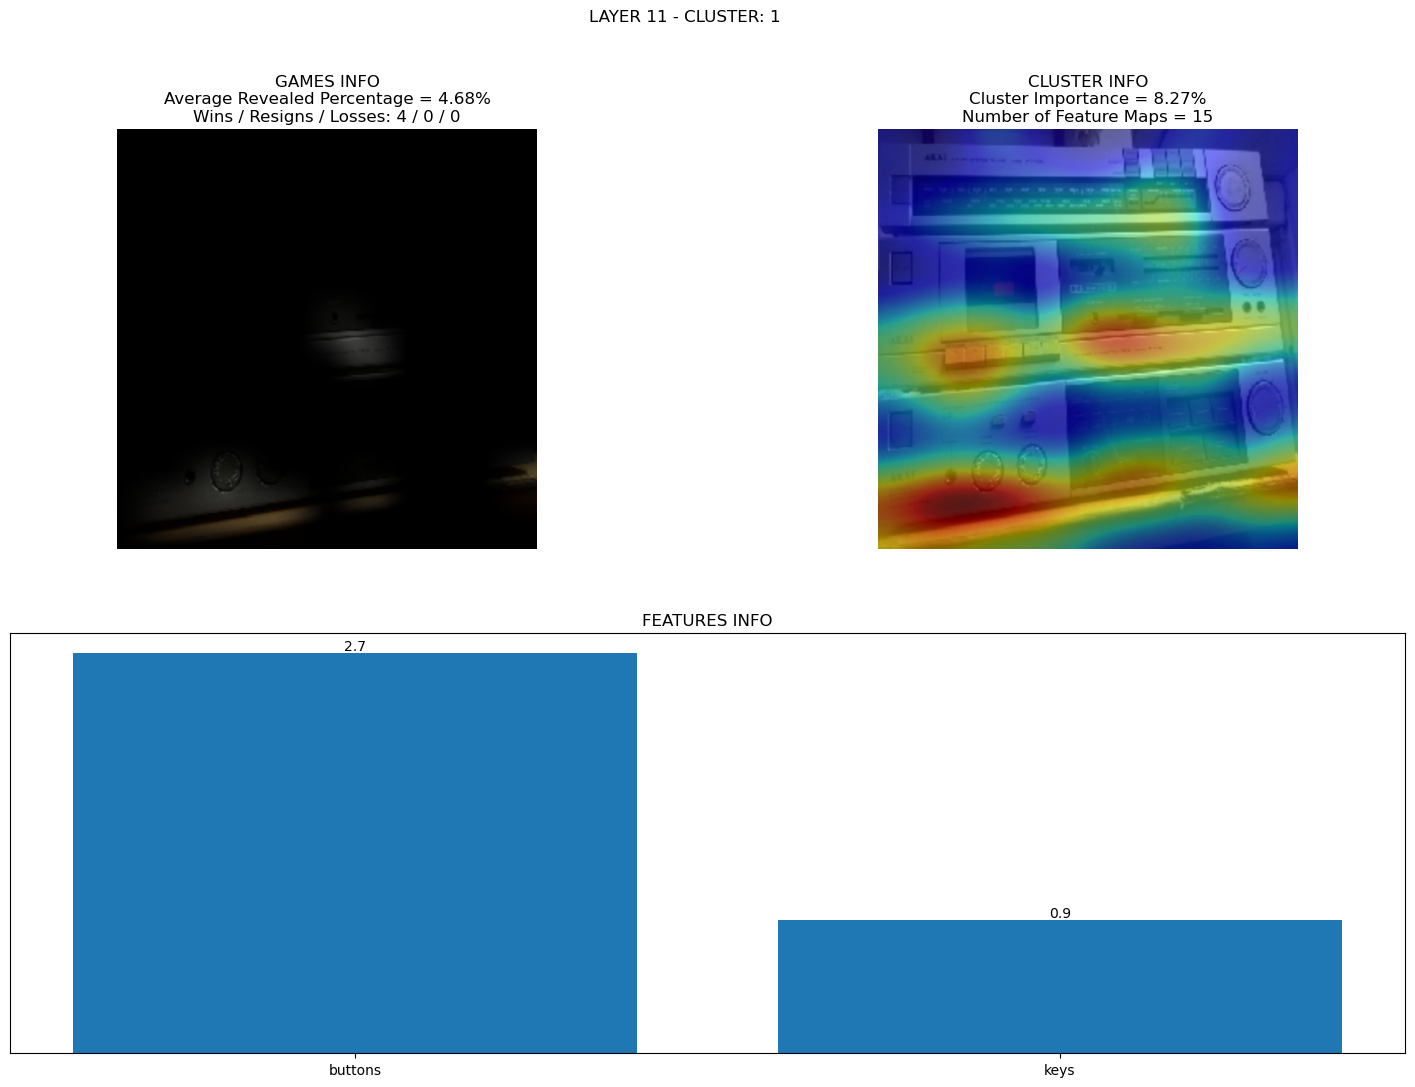 LAYER 11 - CLUSTER: 1
GAMES INFO
Average Revealed Percentage = 4.68%
Wins / Resigns / Losses: 4 / 0 / 0
CLUSTER INFO
Cluster Importance = 8.27%
Number of Feature Maps = 15
AKAI
FEATURES INFO
2.7
0.9
buttons
keys